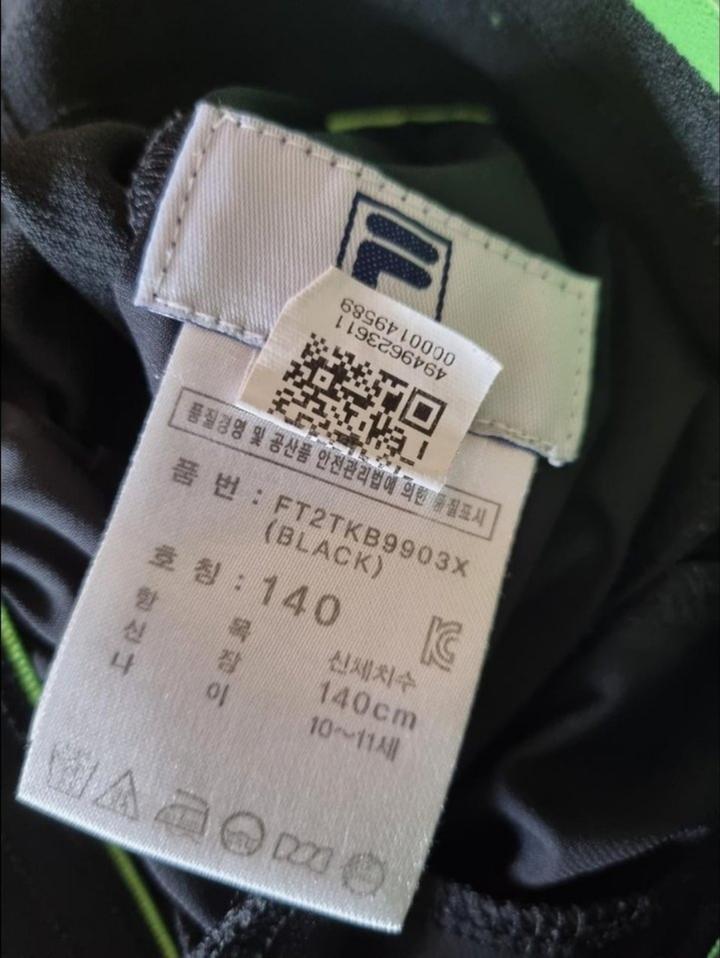 4949623611
0000149589
품질경영 및 공산품 안전관리법에 의한 품질표시
품 번 : FT2TKB9903X
(BLACK)
호 칭 : 140
항 목 신체치수
신 장 140cm
나 이 10~11세